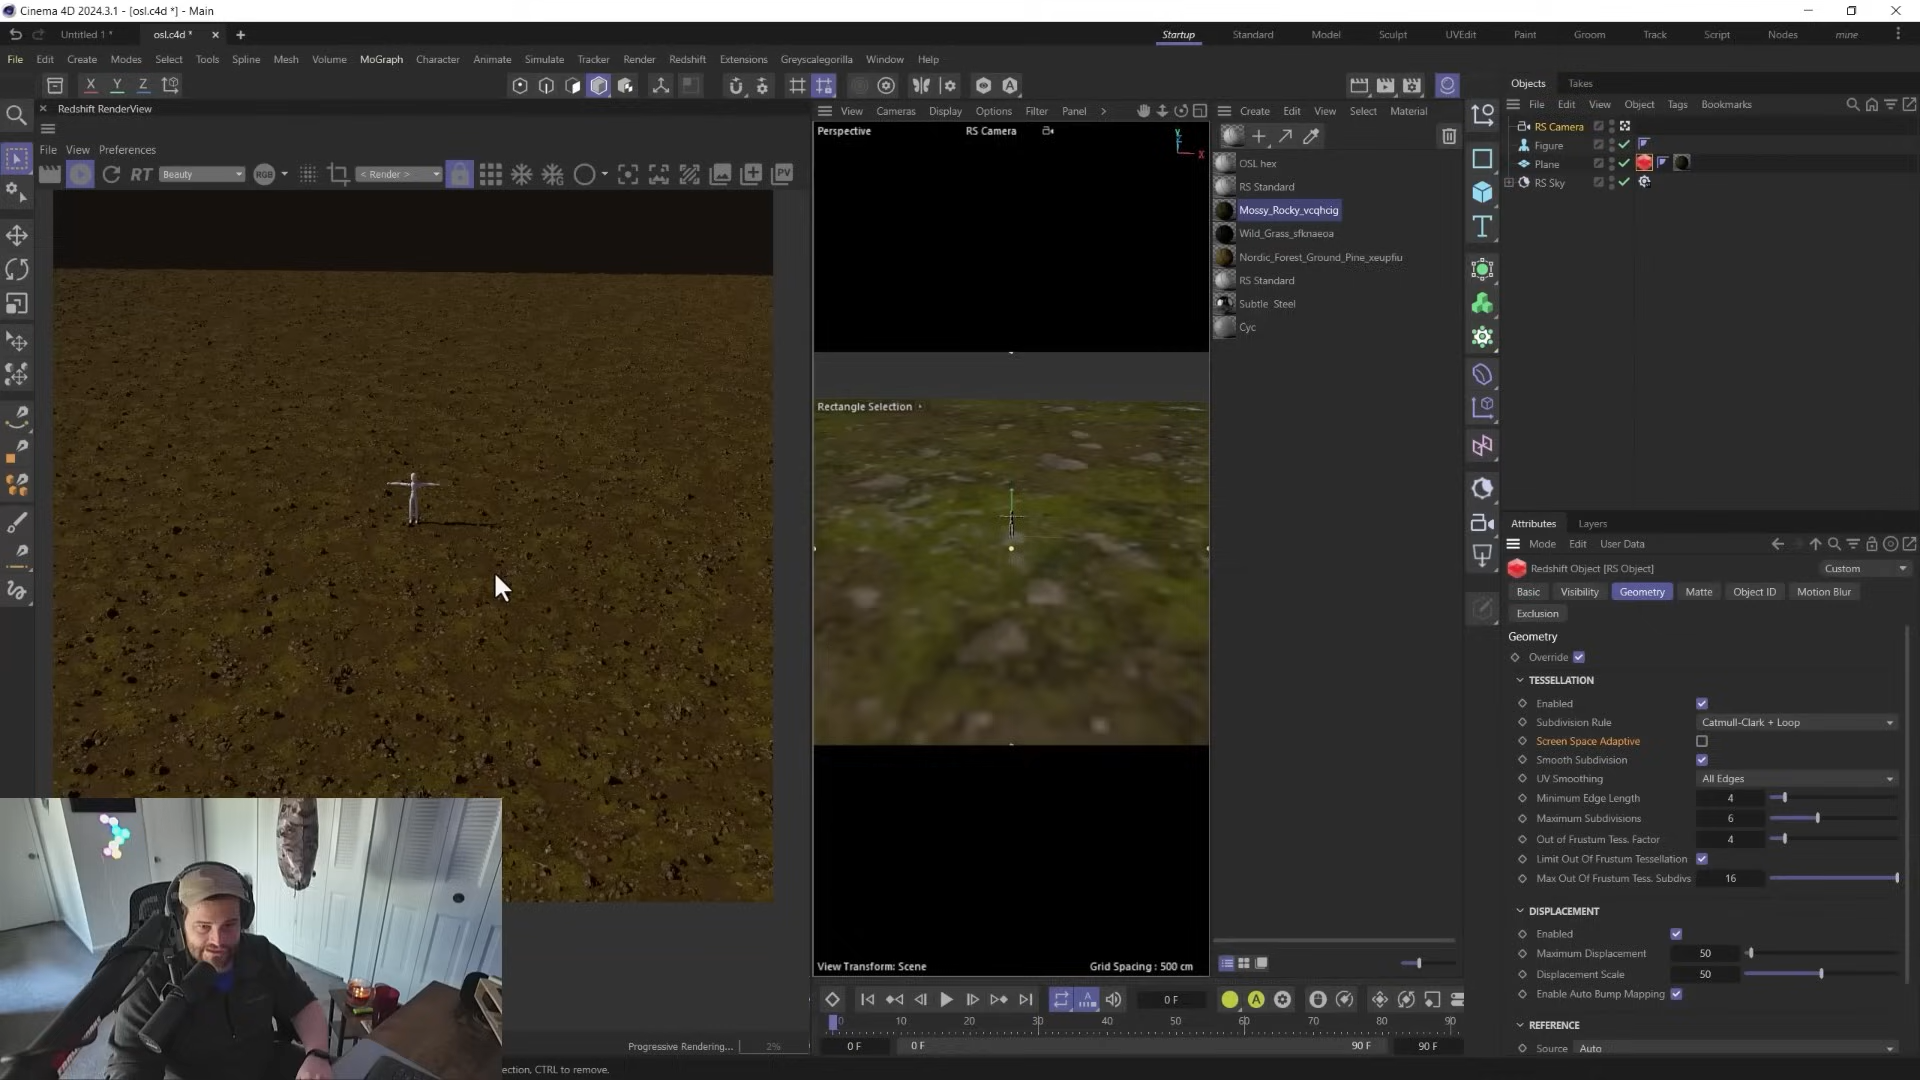 Cinema 4D 2024.3.1 - [osl.c4d *] - Main
Untitled 1 *
osl.c4d *
Startup
Standard
Model
Sculpt
UVEdit
Paint
Groom
Track
Script
Nodes
mine
File Edit Create Modes Select Tools Spline Mesh Volume MoGraph Character Animate Simulate Tracker Render Redshift Extensions Greyscalegorilla Window Help
X Y Z
Redshift RenderView
File View Preferences
RT
Beauty
RGB
< Render >
PV
View Cameras Display Options Filter Panel
Perspective
RS Camera
Y
X
Rectangle Selection
View Transform: Scene
Grid Spacing : 500 cm
Create Edit View Select Material
OSL hex
RS Standard
Mossy_Rocky_vcqhcig
Wild_Grass_sfknaeoa
Nordic_Forest_Ground_Pine_xeupfiu
RS Standard
Subtle Steel
Cyc
Objects
Takes
File Edit View Object Tags Bookmarks
RS Camera
Figure
Plane
RS Sky
Attributes
Layers
Mode Edit User Data
Redshift Object [RS Object]
Custom
Basic
Visibility
Geometry
Matte
Object ID
Motion Blur
Exclusion
Geometry
Override
TESSELLATION
Enabled
Subdivision Rule
Catmull-Clark + Loop
Screen Space Adaptive
Smooth Subdivision
UV Smoothing
All Edges
Minimum Edge Length
4
Maximum Subdivisions
6
Out of Frustum Tess. Factor
4
Limit Out Of Frustum Tessellation
Max Out Of Frustum Tess. Subdivs
16
DISPLACEMENT
Enabled
Maximum Displacement
50
Displacement Scale
50
Enable Auto Bump Mapping
REFERENCE
Source
Auto
0 F
0 10 20 30 40 50 60 70 80 90
0 F
0 F
90 F
90 F
Progressive Rendering...
2%
ection, CTRL to remove.